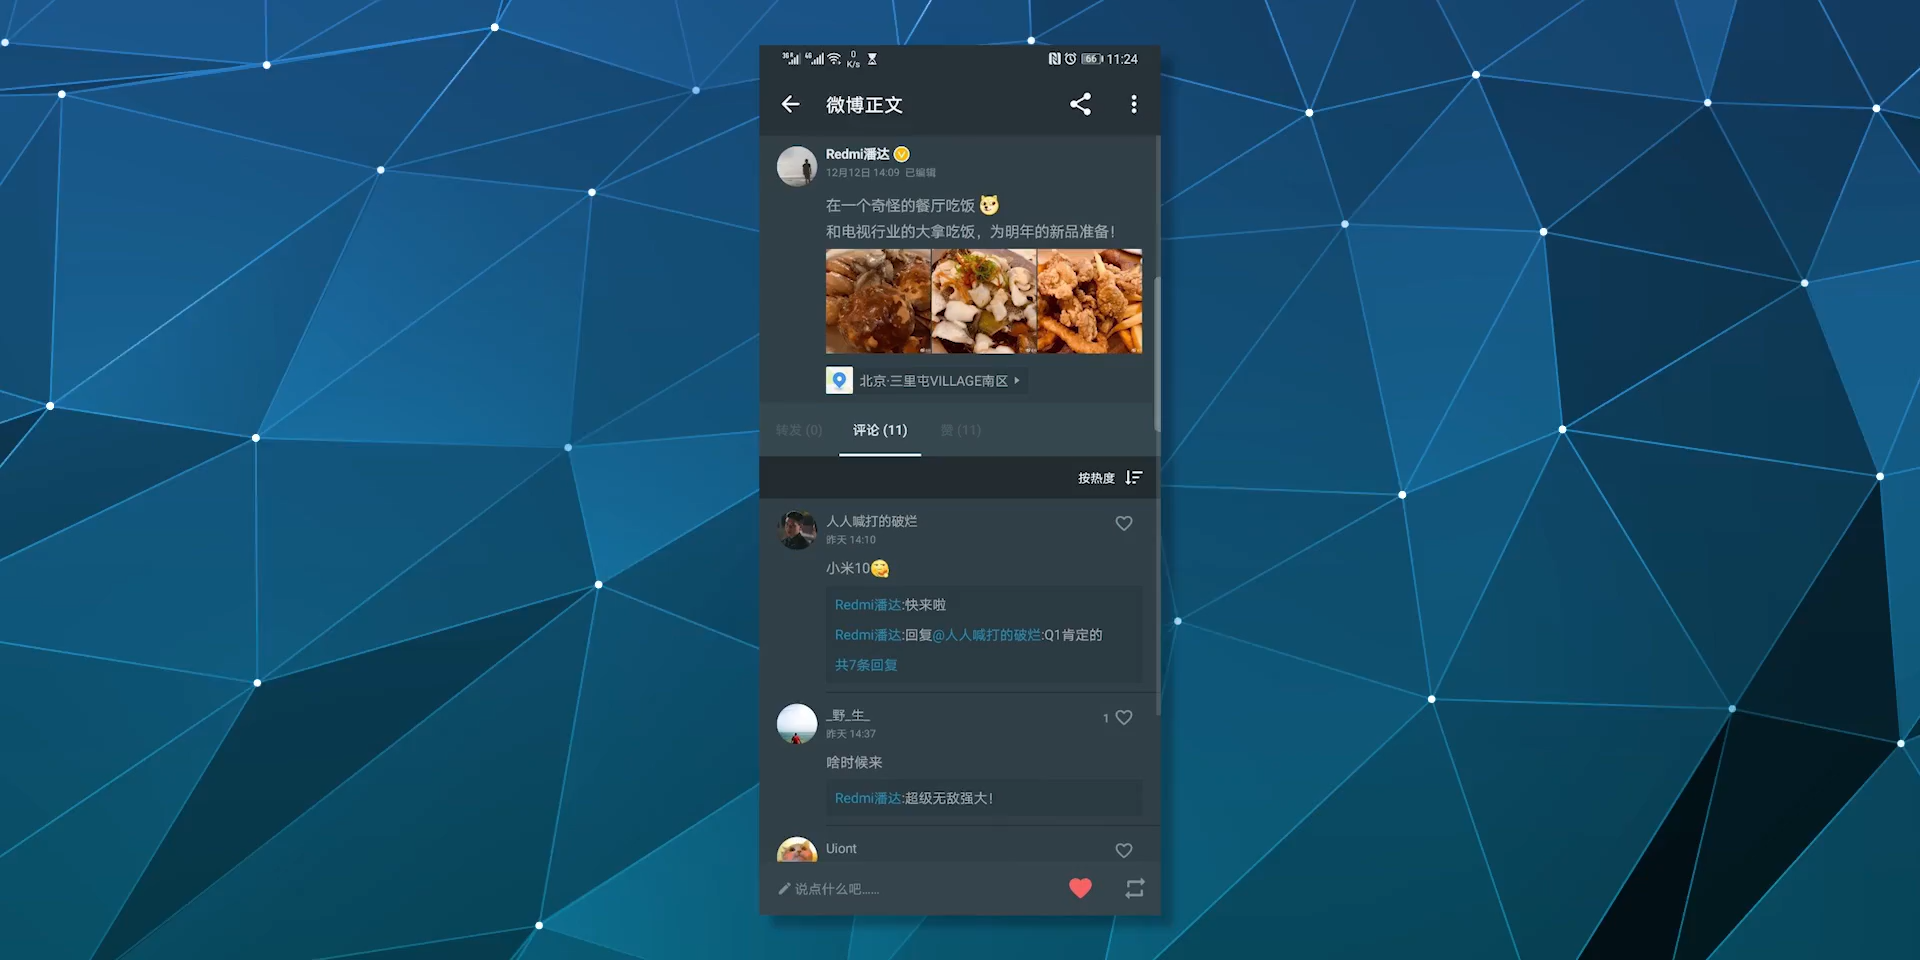 0
K/s
66
11:24
微博正文
Redmi潘达
12月12日 14:09 已编辑
在一个奇怪的餐厅吃饭
和电视行业的大拿吃饭，为明年的新品准备！
北京·三里屯VILLAGE南区
转发 (0)
评论 (11)
赞 (11)
按热度
人人喊打的破烂
昨天 14:10
小米10
Redmi潘达:快来啦
Redmi潘达:回复@人人喊打的破烂:Q1肯定的
共7条回复
_野_生_
1
昨天 14:37
啥时候来
Redmi潘达:超级无敌强大！
Uiont
说点什么吧......